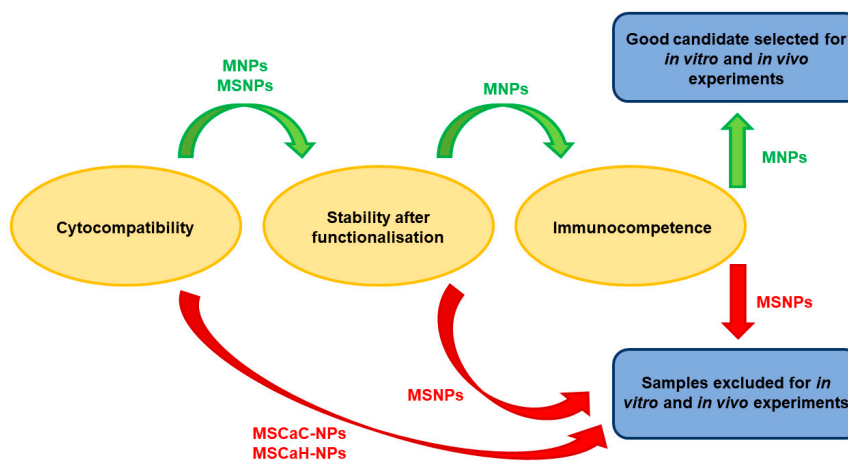 Good candidate selected for
in vitro and in vivo
experiments
MNPs
MSNPs
MNPs
MNPs
Cytocompatibility
Stability after
functionalisation
Immunocompetence
MSNPs
MSNPs
Samples excluded for in
vitro and in vivo experiments
MSCaC-NPs
MSCaH-NPs